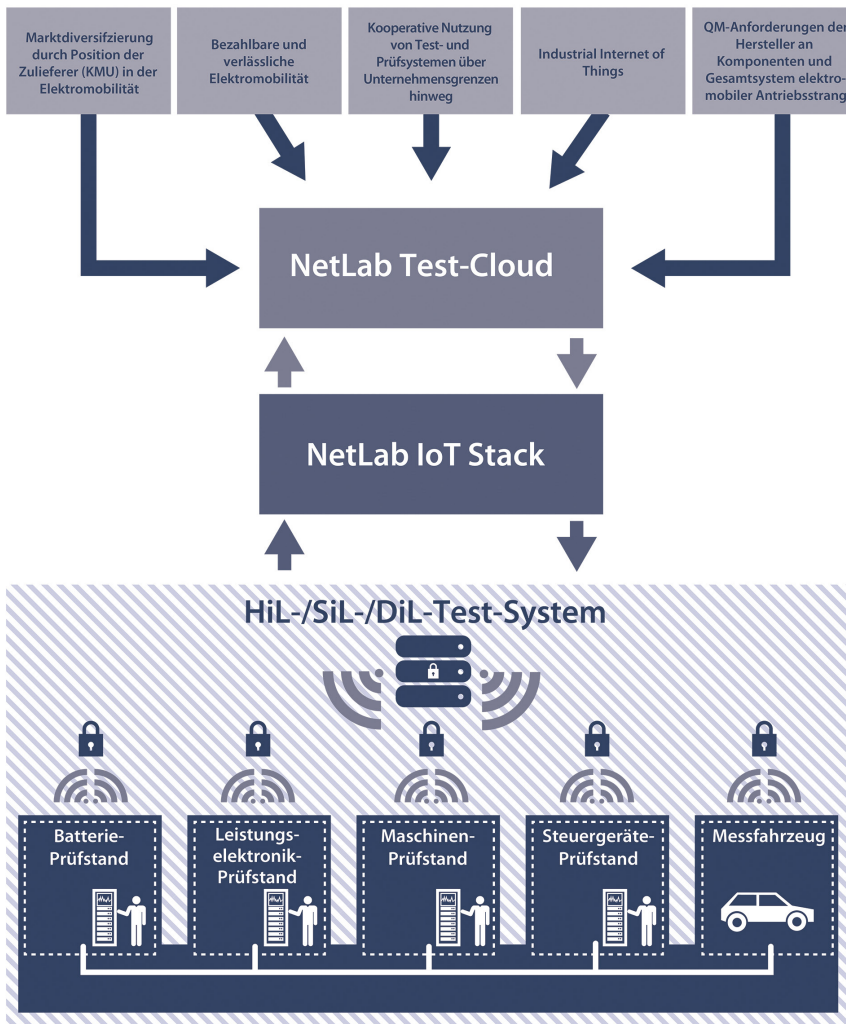 Marktdiversifzierung
durch Position der
Zulieferer (KMU) in der
Elektromobilität
Bezahlbare und
verlässliche
Elektromobilität
Kooperative Nutzung
von Test- und
Prüfsystemen über
Unternehmensgrenzen
hinweg
Industrial Internet of
Things
QM-Anforderungen der
Hersteller an
Komponenten und
Gesamtsystem elektro-
mobiler Antriebsstrang
NetLab Test-Cloud
NetLab IoT Stack
HiL-/SiL-/DiL-Test-System
Batterie-
Prüfstand
Leistungs-
elektronik-
Prüfstand
Maschinen-
Prüfstand
Steuergeräte-
Prüfstand
Messfahrzeug